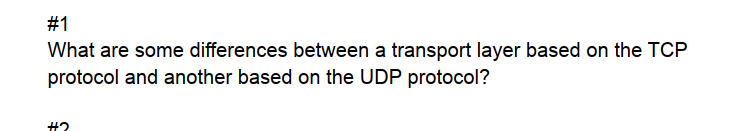 #1
What are some differences between a transport layer based on the TCP
protocol and another based on the UDP protocol?
#2